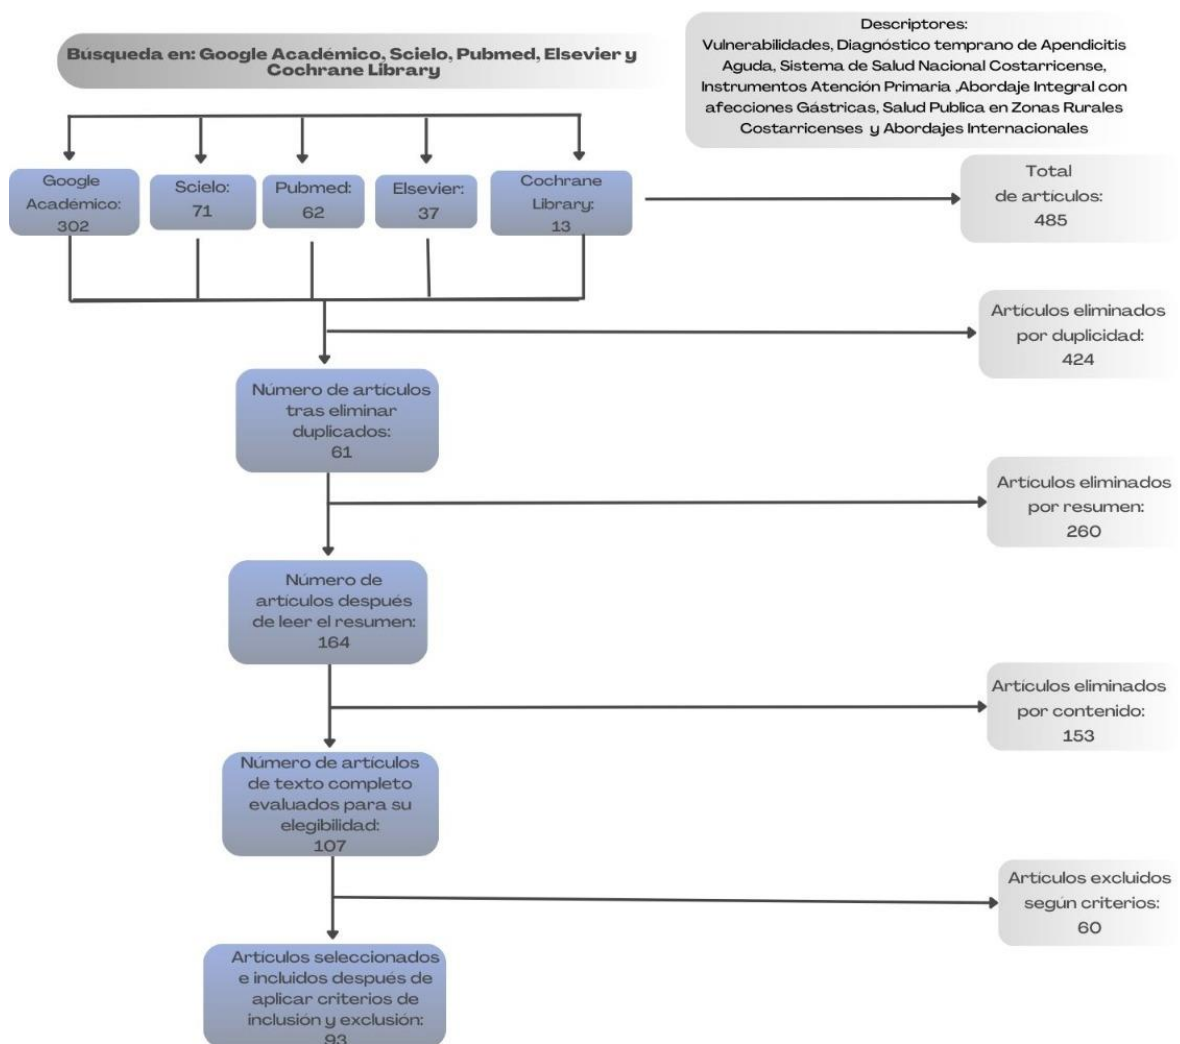 Búsqueda en: Google Académico, Scielo, Pubmed, Elsevier y
Cochrane Library
Descriptores:
Vulnerabilidades, Diagnóstico temprano de Apendicitis
Aguda, Sistema de Salud Nacional Costarricense,
Instrumentos Atención Primaria ,Abordaje Integral con
afecciones Gástricas, Salud Publica en Zonas Rurales
Costarricenses y Abordajes Internacionales
Google
Académico:
302
Scielo:
71
Pubmed:
62
Elsevier:
37
Cochrane
Library:
13
Total
de artículos:
485
Artículos eliminados
por duplicidad:
424
Número de artículos
tras eliminar
duplicados:
61
Artículos eliminados
por resumen:
260
Número de
artículos después
de leer el resumen:
164
Artículos eliminados
por contenido:
153
Número de artículos
de texto completo
evaluados para su
elegibilidad:
107
Artículos excluidos
según criterios:
60
Artículos seleccionados
e incluidos después de
aplicar criterios de
inclusión y exclusión:
93